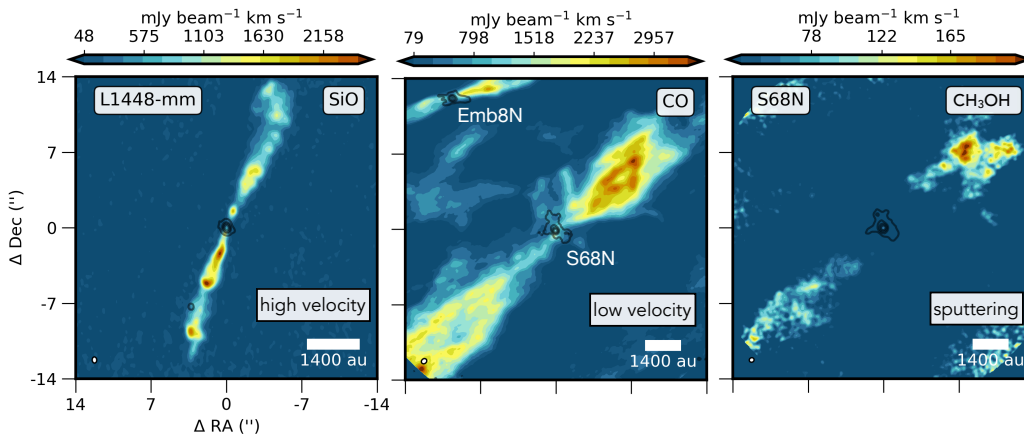 mJy beam⁻¹ km s⁻¹
48 575 1103 1630 2158
L1448-mm
SiO
high velocity
1400 au
14
7
0
-7
-14
Δ Dec ('')
14 7 0 -7 -14
Δ RA ('')
mJy beam⁻¹ km s⁻¹
79 798 1518 2237 2957
CO
Emb8N
S68N
low velocity
1400 au
mJy beam⁻¹ km s⁻¹
78 122 165
S68N
CH₃OH
sputtering
1400 au